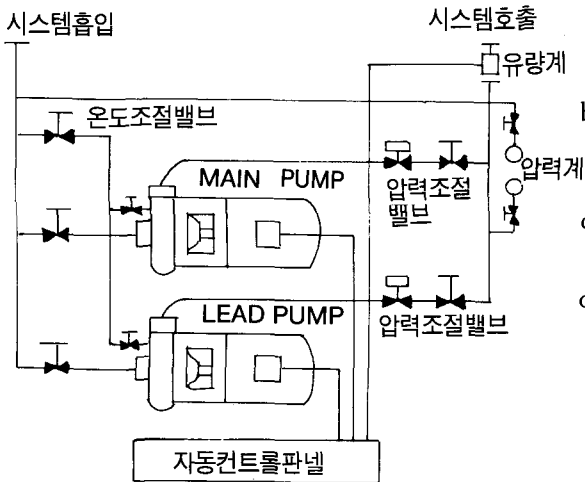 시스템흡입
시스템호출
유량계
온도조절밸브
압력계
MAIN PUMP
압력조절
밸브
LEAD PUMP
압력조절밸브
자동컨트롤판넬